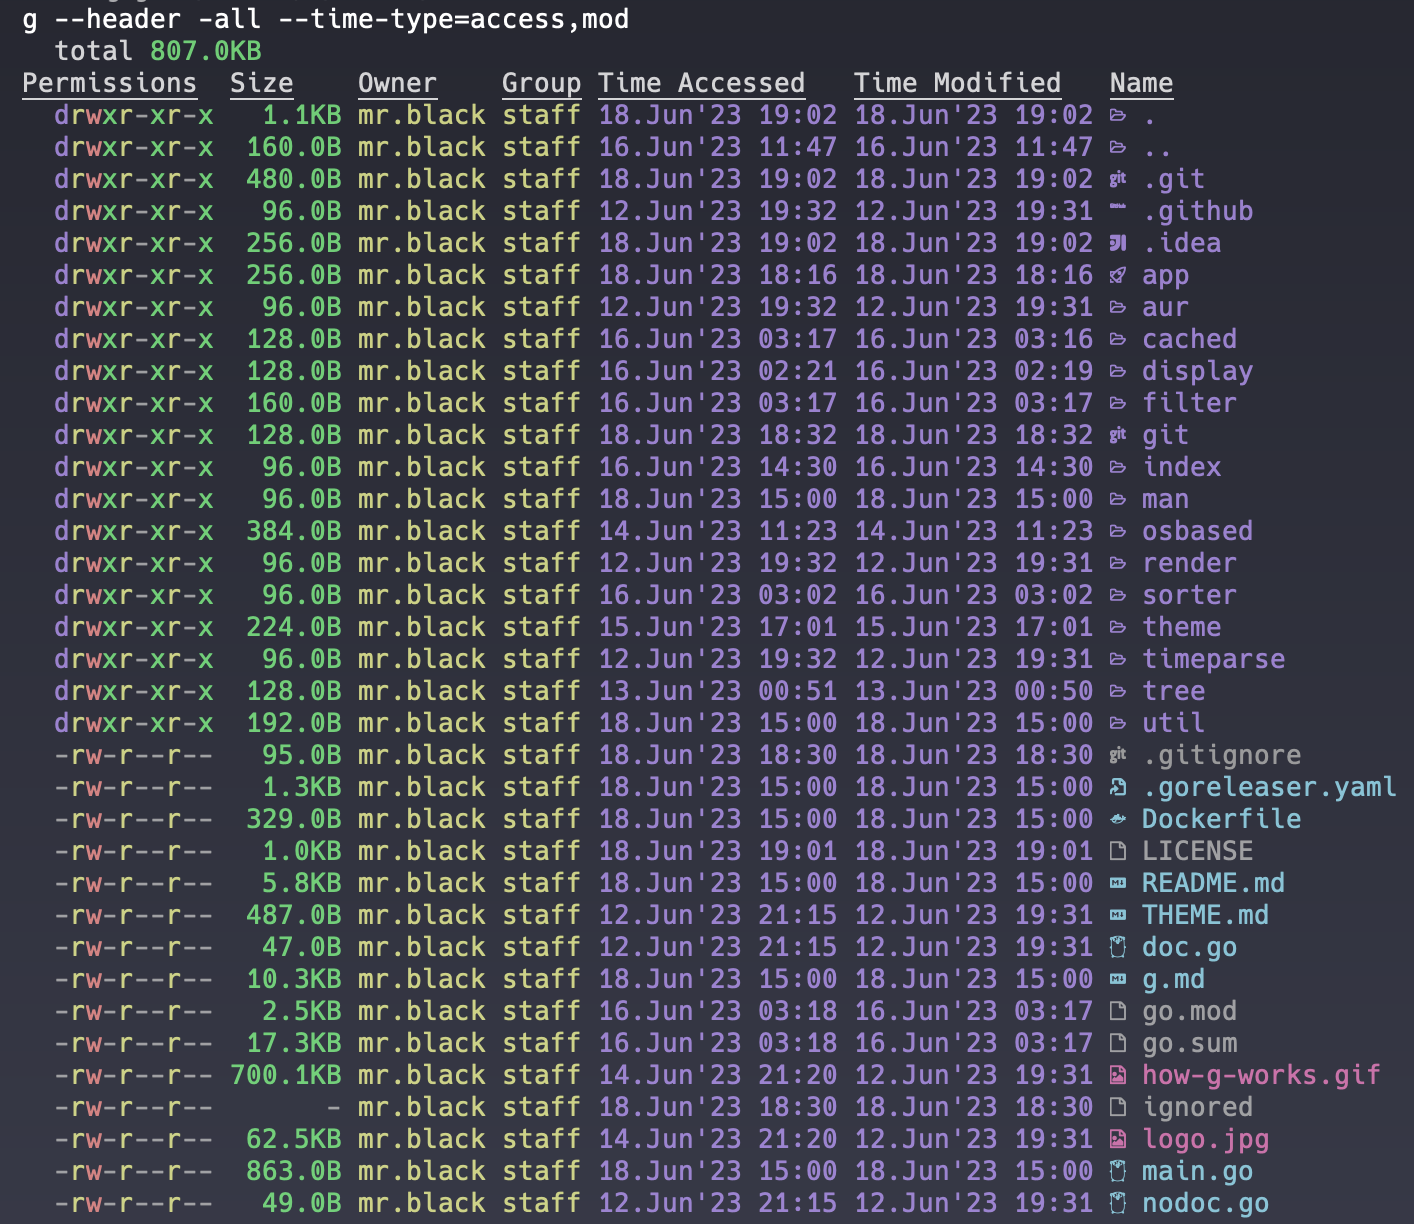 g --header -all --time-type=access,mod
total 807.0KB
Permissions Size Owner Group Time Accessed Time Modified Name
drwxr-xr-x 1.1KB mr.black staff 18.Jun'23 19:02 18.Jun'23 19:02 .
drwxr-xr-x 160.0B mr.black staff 16.Jun'23 11:47 16.Jun'23 11:47 ..
drwxr-xr-x 480.0B mr.black staff 18.Jun'23 19:02 18.Jun'23 19:02 .git
drwxr-xr-x 96.0B mr.black staff 12.Jun'23 19:32 12.Jun'23 19:31 .github
drwxr-xr-x 256.0B mr.black staff 18.Jun'23 19:02 18.Jun'23 19:02 .idea
drwxr-xr-x 256.0B mr.black staff 18.Jun'23 18:16 18.Jun'23 18:16 app
drwxr-xr-x 96.0B mr.black staff 12.Jun'23 19:32 12.Jun'23 19:31 aur
drwxr-xr-x 128.0B mr.black staff 16.Jun'23 03:17 16.Jun'23 03:16 cached
drwxr-xr-x 128.0B mr.black staff 16.Jun'23 02:21 16.Jun'23 02:19 display
drwxr-xr-x 160.0B mr.black staff 16.Jun'23 03:17 16.Jun'23 03:17 filter
drwxr-xr-x 128.0B mr.black staff 18.Jun'23 18:32 18.Jun'23 18:32 git
drwxr-xr-x 96.0B mr.black staff 16.Jun'23 14:30 16.Jun'23 14:30 index
drwxr-xr-x 96.0B mr.black staff 18.Jun'23 15:00 18.Jun'23 15:00 man
drwxr-xr-x 384.0B mr.black staff 14.Jun'23 11:23 14.Jun'23 11:23 osbased
drwxr-xr-x 96.0B mr.black staff 12.Jun'23 19:32 12.Jun'23 19:31 render
drwxr-xr-x 96.0B mr.black staff 16.Jun'23 03:02 16.Jun'23 03:02 sorter
drwxr-xr-x 224.0B mr.black staff 15.Jun'23 17:01 15.Jun'23 17:01 theme
drwxr-xr-x 96.0B mr.black staff 12.Jun'23 19:32 12.Jun'23 19:31 timeparse
drwxr-xr-x 128.0B mr.black staff 13.Jun'23 00:51 13.Jun'23 00:50 tree
drwxr-xr-x 192.0B mr.black staff 18.Jun'23 15:00 18.Jun'23 15:00 util
-rw-r--r-- 95.0B mr.black staff 18.Jun'23 18:30 18.Jun'23 18:30 .gitignore
-rw-r--r-- 1.3KB mr.black staff 18.Jun'23 15:00 18.Jun'23 15:00 .goreleaser.yaml
-rw-r--r-- 329.0B mr.black staff 18.Jun'23 15:00 18.Jun'23 15:00 Dockerfile
-rw-r--r-- 1.0KB mr.black staff 18.Jun'23 19:01 18.Jun'23 19:01 LICENSE
-rw-r--r-- 5.8KB mr.black staff 18.Jun'23 15:00 18.Jun'23 15:00 README.md
-rw-r--r-- 487.0B mr.black staff 12.Jun'23 21:15 12.Jun'23 19:31 THEME.md
-rw-r--r-- 47.0B mr.black staff 12.Jun'23 21:15 12.Jun'23 19:31 doc.go
-rw-r--r-- 10.3KB mr.black staff 18.Jun'23 15:00 18.Jun'23 15:00 g.md
-rw-r--r-- 2.5KB mr.black staff 16.Jun'23 03:18 16.Jun'23 03:17 go.mod
-rw-r--r-- 17.3KB mr.black staff 16.Jun'23 03:18 16.Jun'23 03:17 go.sum
-rw-r--r-- 700.1KB mr.black staff 14.Jun'23 21:20 12.Jun'23 19:31 how-g-works.gif
-rw-r--r-- - mr.black staff 18.Jun'23 18:30 18.Jun'23 18:30 ignored
-rw-r--r-- 62.5KB mr.black staff 14.Jun'23 21:20 12.Jun'23 19:31 logo.jpg
-rw-r--r-- 863.0B mr.black staff 18.Jun'23 15:00 18.Jun'23 15:00 main.go
-rw-r--r-- 49.0B mr.black staff 12.Jun'23 21:15 12.Jun'23 19:31 nodoc.go